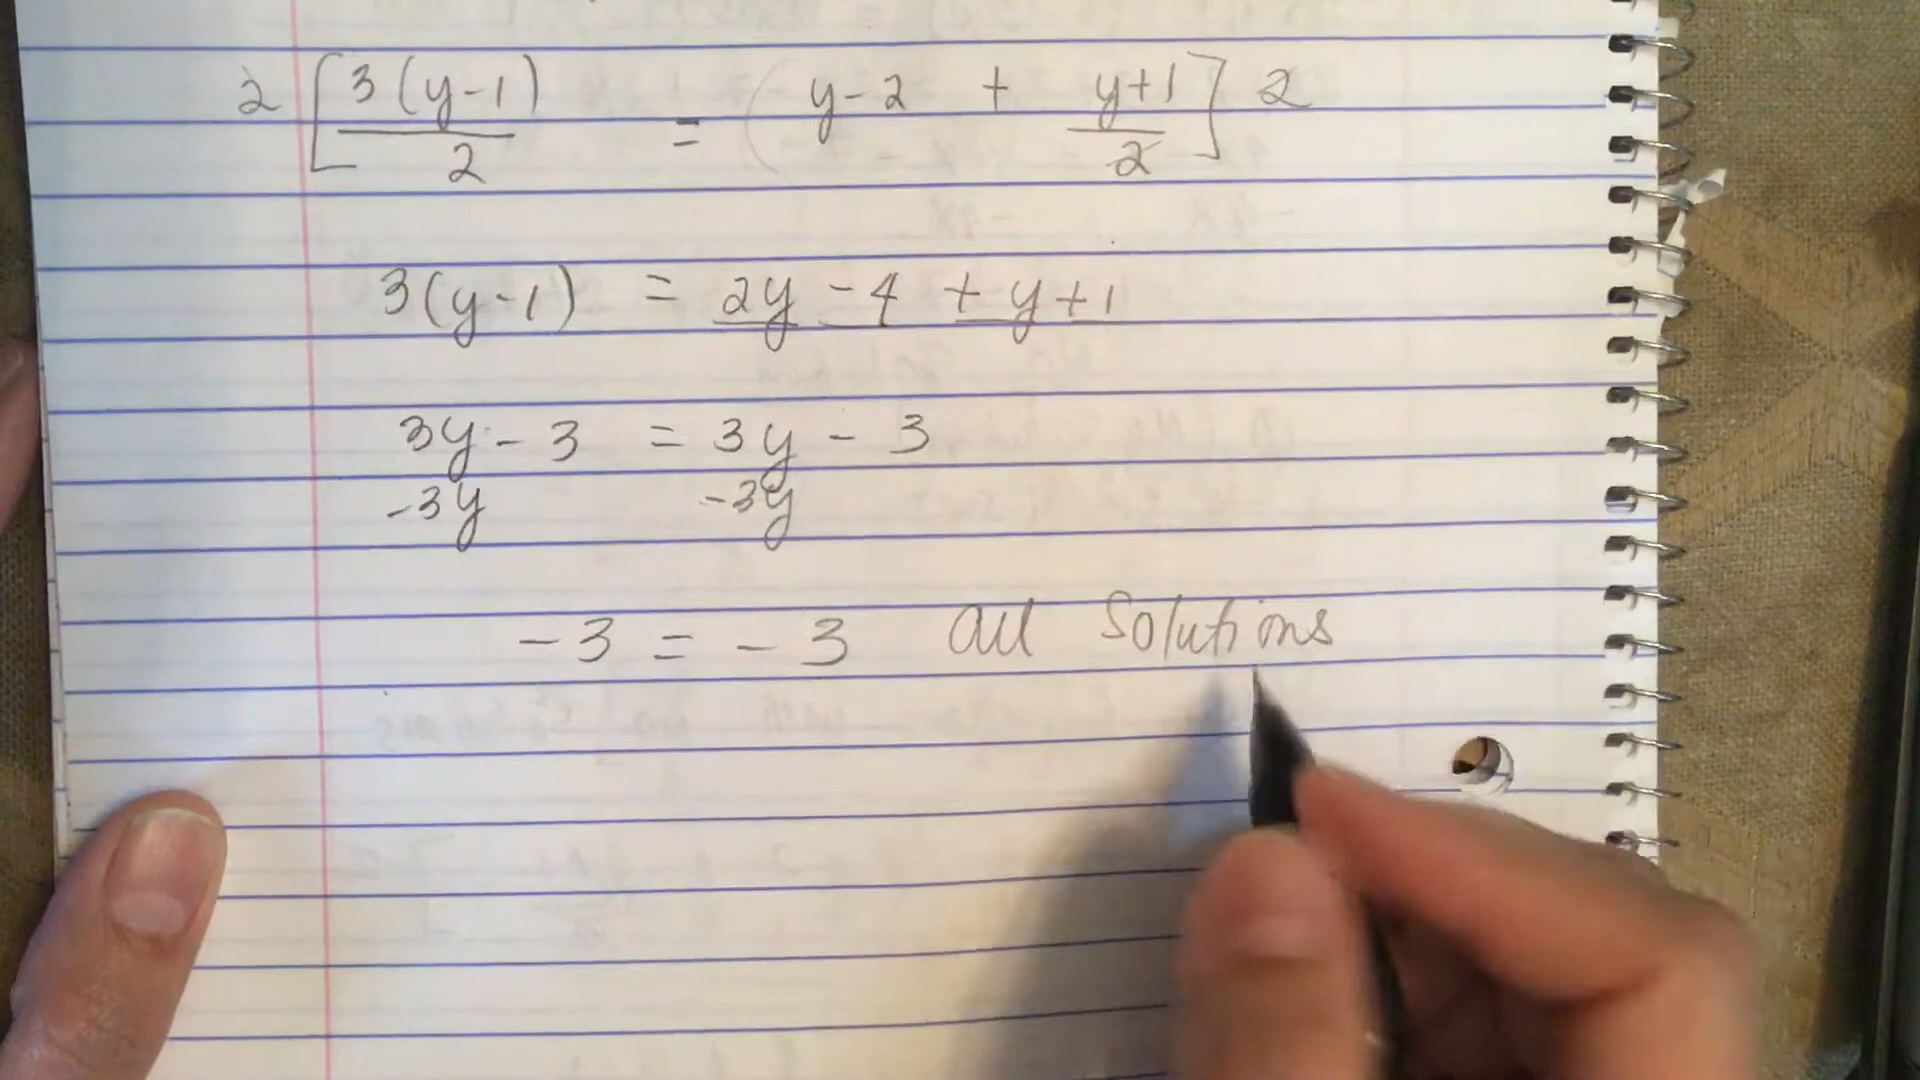 2 [ 3(y-1)/2 = ( y-2 + y+1/2 ] 2
3(y-1) = 2y - 4 + y+1
3y - 3 = 3y - 3
-3y -3y
-3 = -3 all Solutions